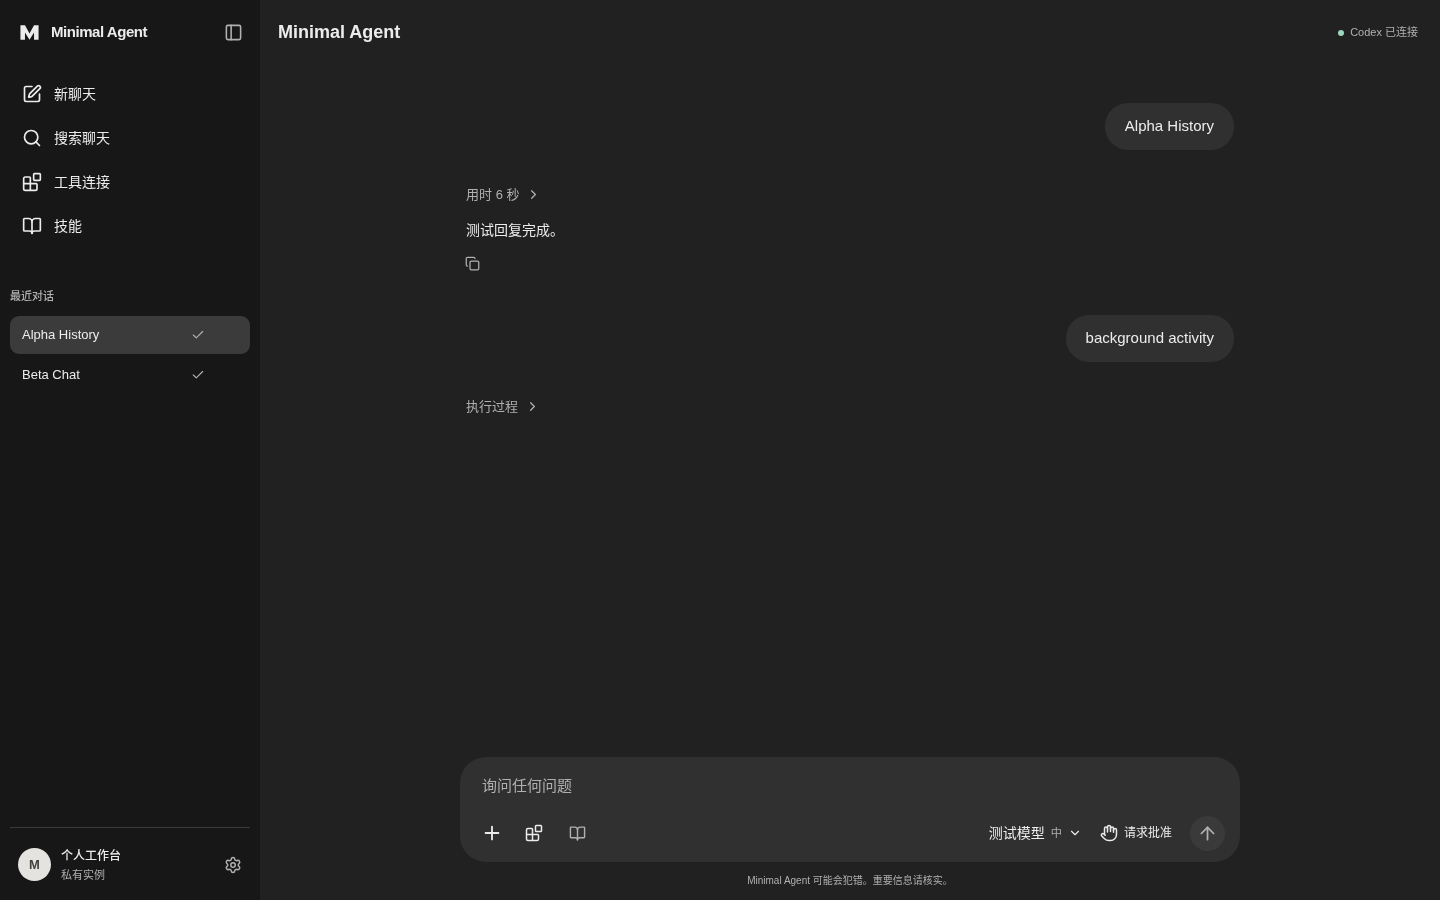 Minimal Agent
新聊天
搜索聊天
工具连接
技能
最近对话
Alpha History
Beta Chat
M
个人工作台
私有实例
Minimal Agent
Codex 已连接
Alpha History
用时 6 秒
测试回复完成。
background activity
执行过程
询问任何问题
测试模型 中
请求批准
Minimal Agent 可能会犯错。重要信息请核实。